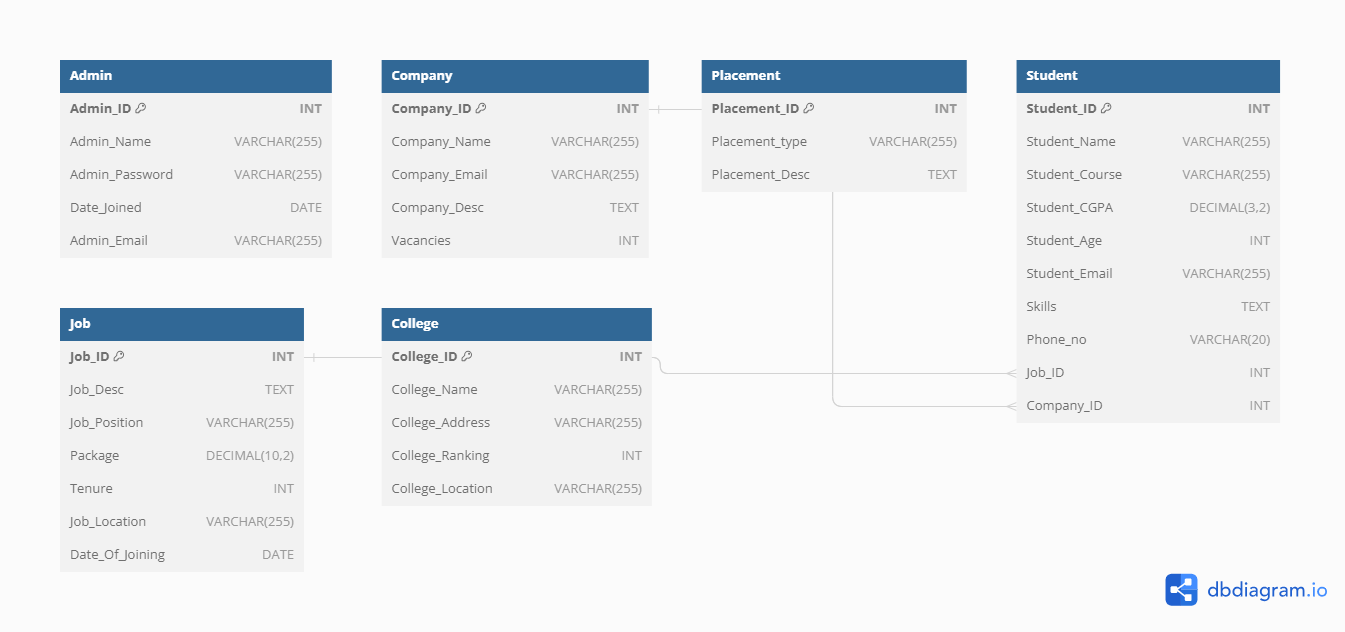 Admin
Admin_ID INT
Admin_Name VARCHAR(255)
Admin_Password VARCHAR(255)
Date_Joined DATE
Admin_Email VARCHAR(255)
Company
Company_ID INT
Company_Name VARCHAR(255)
Company_Email VARCHAR(255)
Company_Desc TEXT
Vacancies INT
Placement
Placement_ID INT
Placement_type VARCHAR(255)
Placement_Desc TEXT
Student
Student_ID INT
Student_Name VARCHAR(255)
Student_Course VARCHAR(255)
Student_CGPA DECIMAL(3,2)
Student_Age INT
Student_Email VARCHAR(255)
Skills TEXT
Phone_no VARCHAR(20)
Job_ID INT
Company_ID INT
Job
Job_ID INT
Job_Desc TEXT
Job_Position VARCHAR(255)
Package DECIMAL(10,2)
Tenure INT
Job_Location VARCHAR(255)
Date_Of_Joining DATE
College
College_ID INT
College_Name VARCHAR(255)
College_Address VARCHAR(255)
College_Ranking INT
College_Location VARCHAR(255)
dbdiagram.io